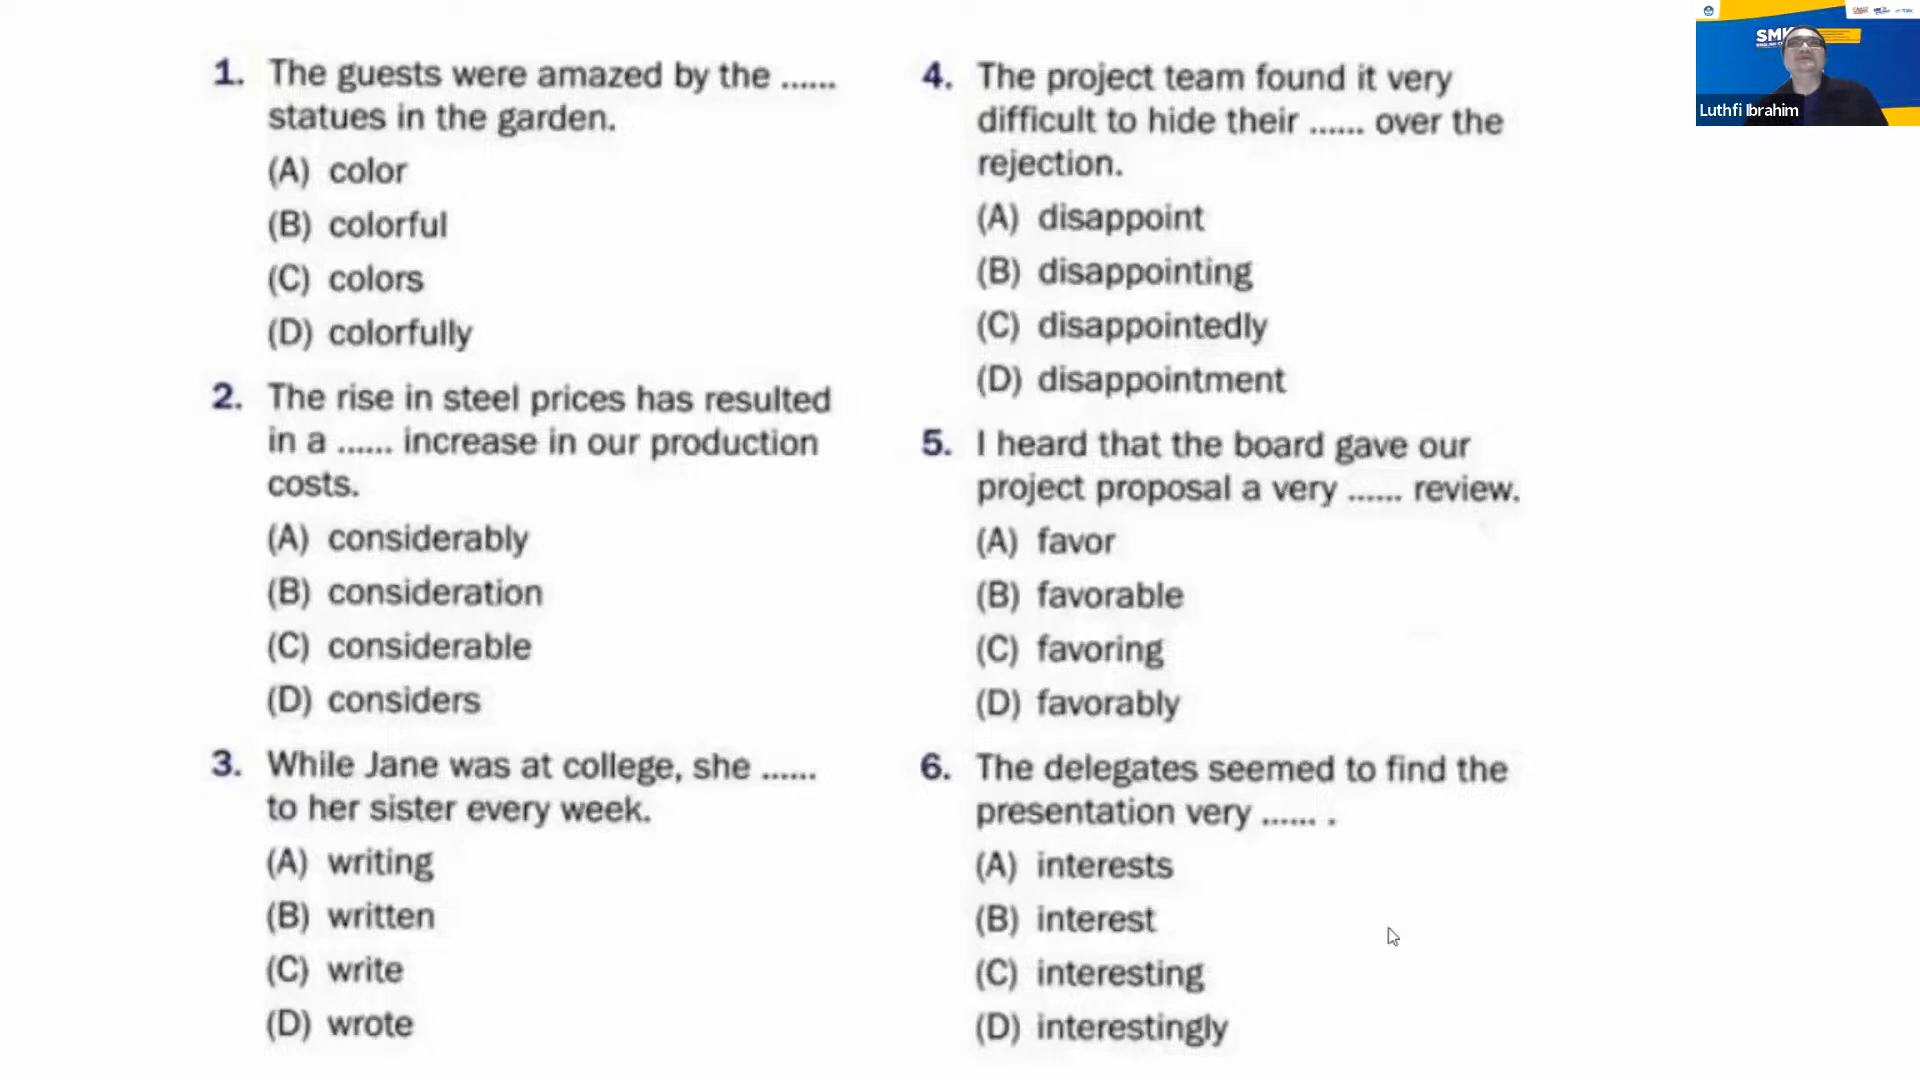 1. The guests were amazed by the ......
statues in the garden.
(A) color
(B) colorful
(C) colors
(D) colorfully
2. The rise in steel prices has resulted
in a ...... increase in our production
costs.
(A) considerably
(B) consideration
(C) considerable
(D) considers
3. While Jane was at college, she ......
to her sister every week.
(A) writing
(B) written
(C) write
(D) wrote
4. The project team found it very
difficult to hide their ...... over the
rejection.
(A) disappoint
(B) disappointing
(C) disappointedly
(D) disappointment
5. I heard that the board gave our
project proposal a very ...... review.
(A) favor
(B) favorable
(C) favoring
(D) favorably
6. The delegates seemed to find the
presentation very ...... .
(A) interests
(B) interest
(C) interesting
(D) interestingly
SMK
Luthfi Ibrahim